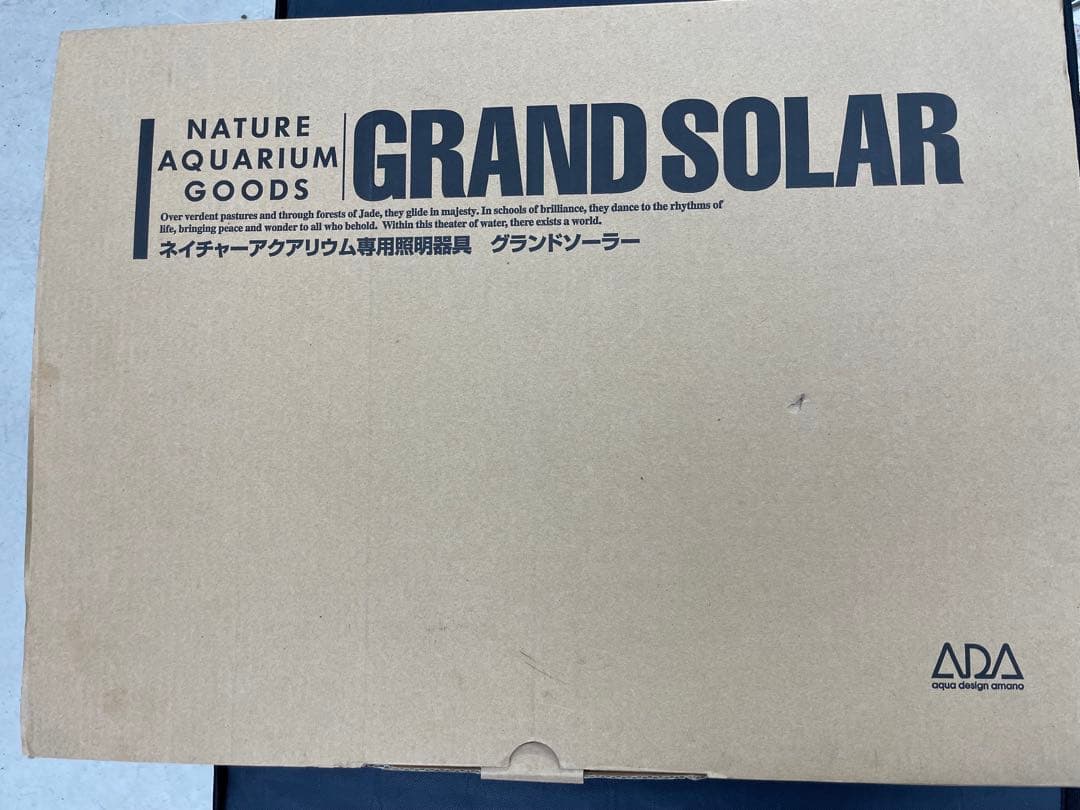 NATURE
AQUARIUM
GOODS
GRAND SOLAR
Over verdent pastures and through forests of Jade, they glide in majesty. In schools of brilliance, they dance to the rhythms of
life, bringing peace and wonder to all who behold. Within this theater of water, there exists a world.
ネイチャーアクアリウム専用照明器具 グランドソーラー
ADA
aqua design amano